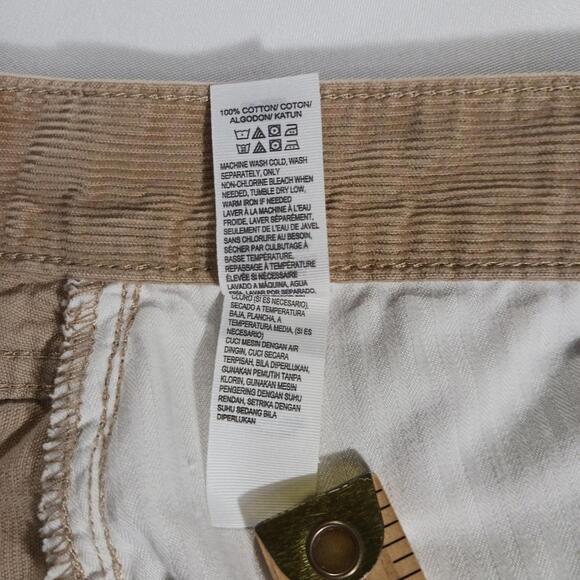 100% COTTON/ COTON/
ALGODON/ KATUN
MACHINE WASH COLD, WASH
SEPARATELY, ONLY
NON-CHLORINE BLEACH WHEN
NEEDED, TUMBLE DRY LOW,
WARM IRON IF NEEDED
LAVER À LA MACHINE À L'EAU
FROIDE, LAVER SÉPARÉMENT,
SEULEMENT DE L'EAU DE JAVEL
SANS CHLORURE AU BESOIN,
SÉCHER PAR CULBUTAGE À
BASSE TEMPÉRATURE,
REPASSAGE À TEMPÉRATURE
ÉLEVÉE SI NÉCESSAIRE
LAVADO A MÁQUINA, AGUA
LAVAR POR SEPARADO,
CLORO (SI ES NECESARIO),
SECADO A TEMPERATURA
BAJA, PLANCHA, A
TEMPERATURA MEDIA, (SI ES
NECESARIO)
CUCI MESIN DENGAN AIR
DINGIN, CUCI SECARA
TERPISAH, BILA DIPERLUKAN,
GUNAKAN PEMUTIH TANPA
KLORIN, GUNAKAN MESIN
PENGERING DENGAN SUHU
RENDAH, SETRIKA DENGAN
SUHU SEDANG BILA
DIPERLUKAN